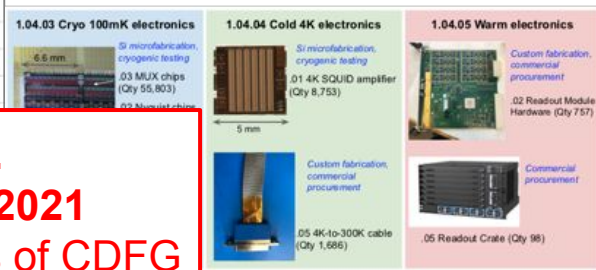 1.04.03 Cryo 100mK electronics
Si microfabrication,
cryogenic testing
6.6 mm
.03 MUX chips
(Qty 55,803)
.02 Nyquist chips
2021
of CDFG
1.04.04 Cold 4K electronics
Si microfabrication,
cryogenic testing
.01 4K SQUID amplifier
(Qty 8,753)
5 mm
Custom fabrication,
commercial
procurement
.05 4K-to-300K cable
(Qty 1,686)
1.04.05 Warm electronics
Custom fabrication,
commercial
procurement
.02 Readout Module
Hardware (Qty 757)
Commercial
procurement
.05 Readout Crate (Qty 98)